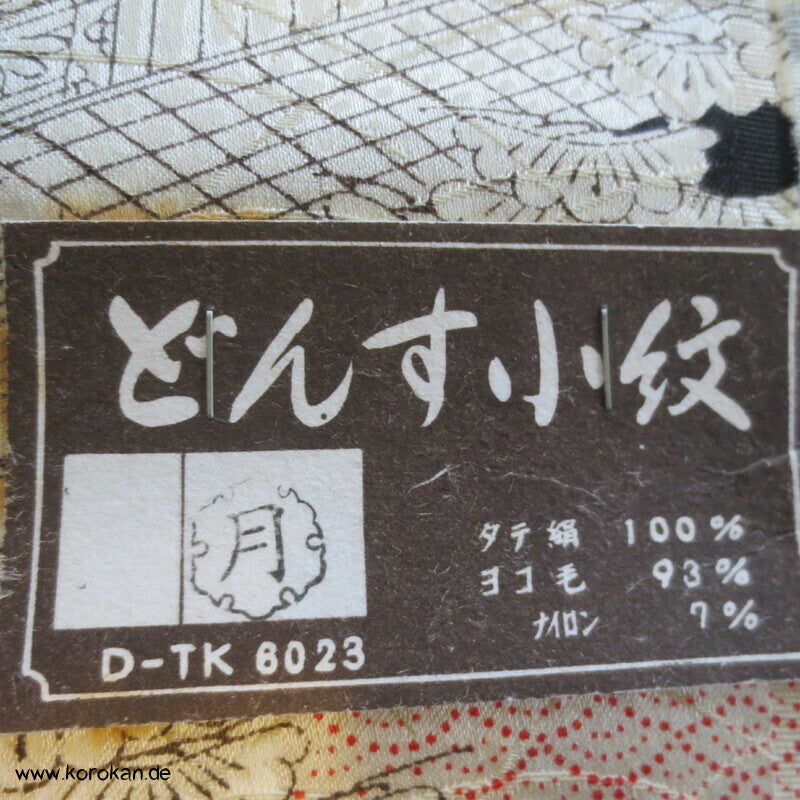 どんす小紋
月
タテ絹 100%
ヨコ毛 93%
ナイロン 7%
D-TK 6023
www.korokan.de